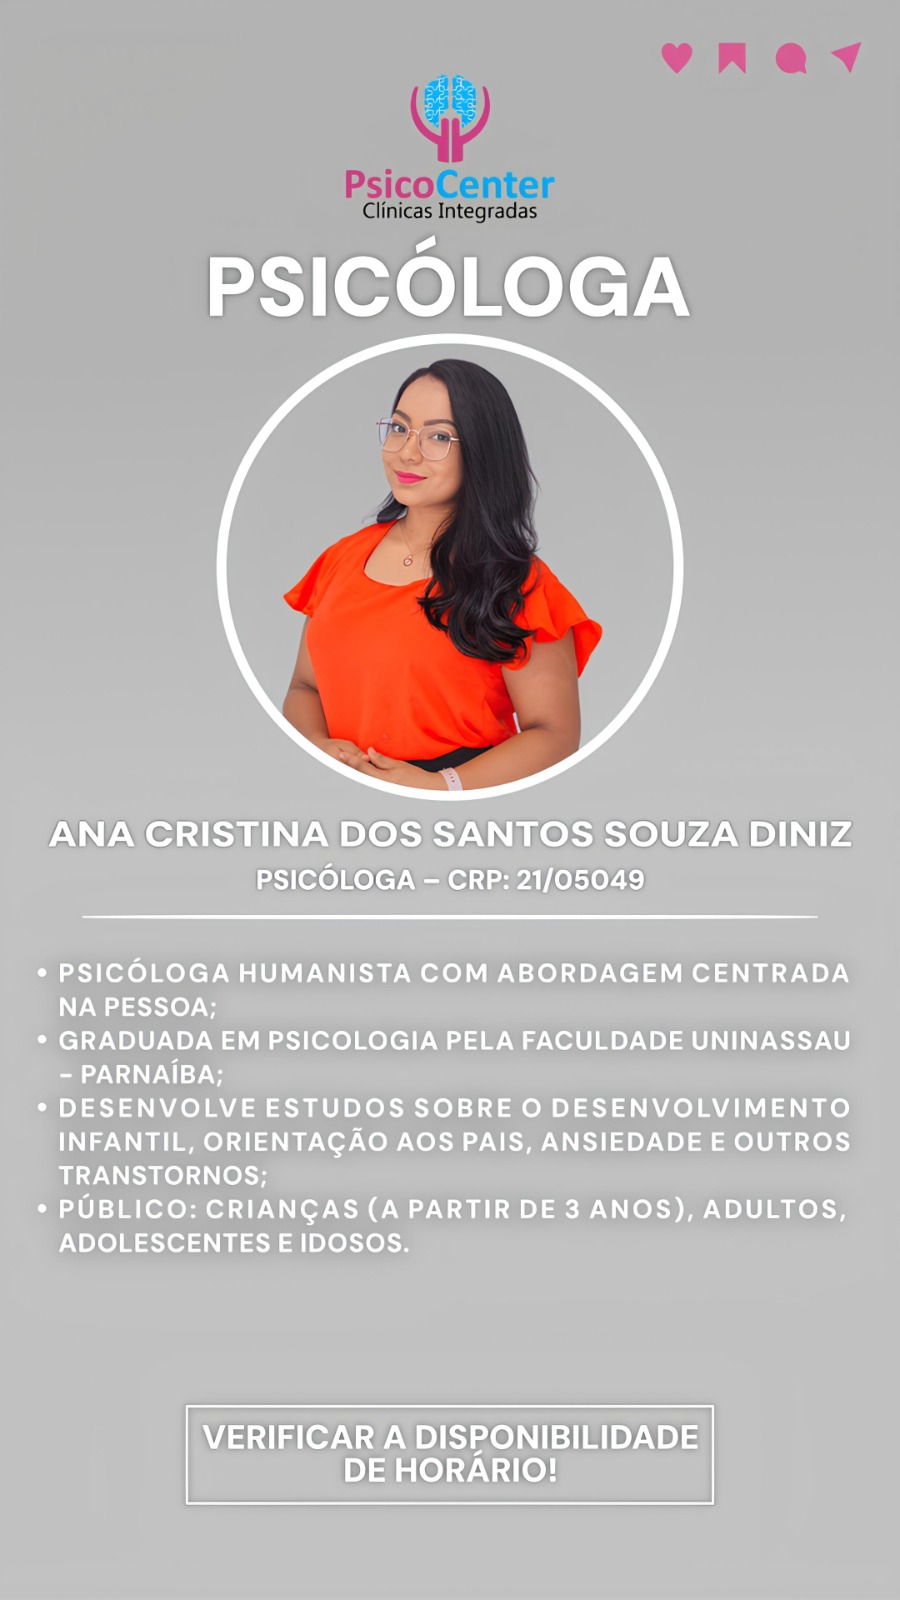 PsicoCenter
Clínicas Integradas
PSICÓLOGA
ANA CRISTINA DOS SANTOS SOUZA DINIZ
PSICÓLOGA – CRP: 21/05049
• PSICÓLOGA HUMANISTA COM ABORDAGEM CENTRADA
NA PESSOA;
• GRADUADA EM PSICOLOGIA PELA FACULDADE UNINASSAU
- PARNAÍBA;
• DESENVOLVE ESTUDOS SOBRE O DESENVOLVIMENTO
INFANTIL, ORIENTAÇÃO AOS PAIS, ANSIEDADE E OUTROS
TRANSTORNOS;
• PÚBLICO: CRIANÇAS (A PARTIR DE 3 ANOS), ADULTOS,
ADOLESCENTES E IDOSOS.
VERIFICAR A DISPONIBILIDADE
DE HORÁRIO!